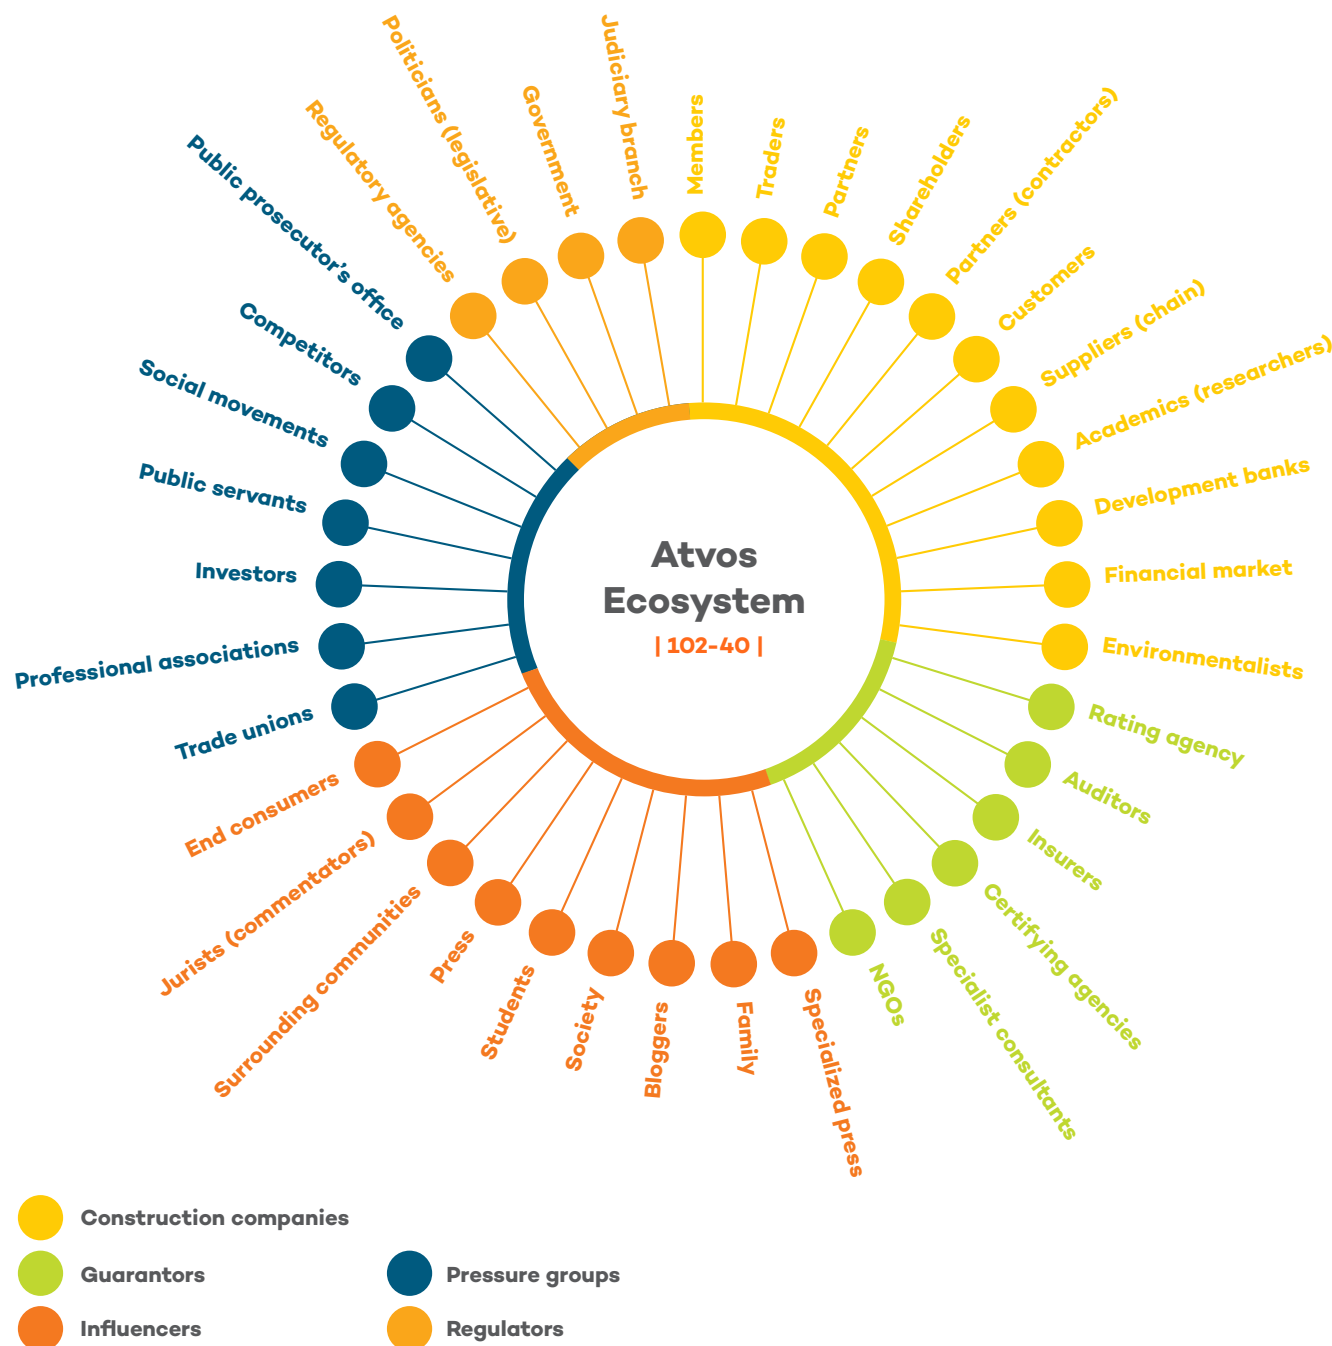 Atvos
Ecosystem
| 102-40 |
Members
Traders
Partners
Shareholders
Partners (contractors)
Customers
Suppliers (chain)
Academics (researchers)
Development banks
Financial market
Environmentalists
Rating agency
Auditors
Insurers
Certifying agencies
Specialist consultants
NGOs
Specialized press
Family
Bloggers
Society
Students
Press
Surrounding communities
Jurists (commentators)
End consumers
Trade unions
Professional associations
Investors
Public servants
Social movements
Competitors
Public prosecutor's office
Regulatory agencies
Politicians (legislative)
Government
Judiciary branch
Construction companies
Guarantors
Influencers
Pressure groups
Regulators